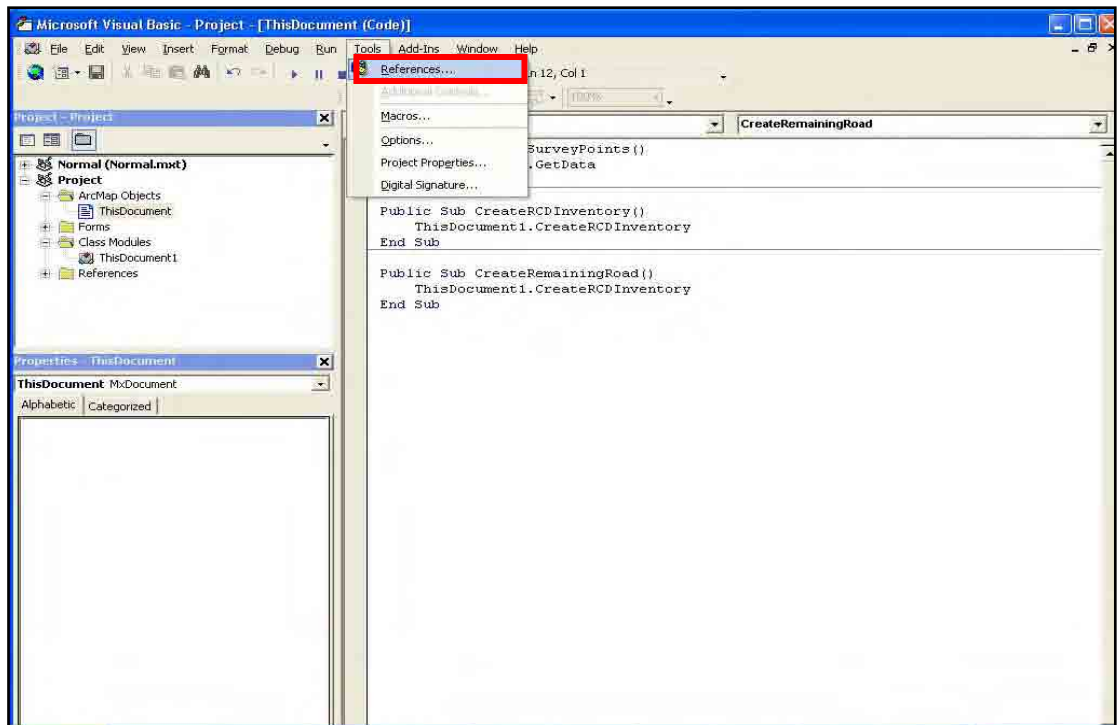 Microsoft Visual Basic - Project - [ThisDocument (Code)]
File Edit View Insert Format Debug Run Tools Add-Ins Window Help
References...
n 12, Col 1
Additional Controls...
Project - Project
Macros...
CreateRemainingRoad
Options...
SurveyPoints()
Project Properties...
.GetData
Digital Signature...
Normal (Normal.mxt)
Project
ArcMap Objects
ThisDocument
Forms
Class Modules
ThisDocument1
References
Public Sub CreateRCDInventory()
ThisDocument1.CreateRCDInventory
End Sub
Public Sub CreateRemainingRoad()
ThisDocument1.CreateRCDInventory
End Sub
Properties - ThisDocument
ThisDocument MxDocument
Alphabetic Categorized